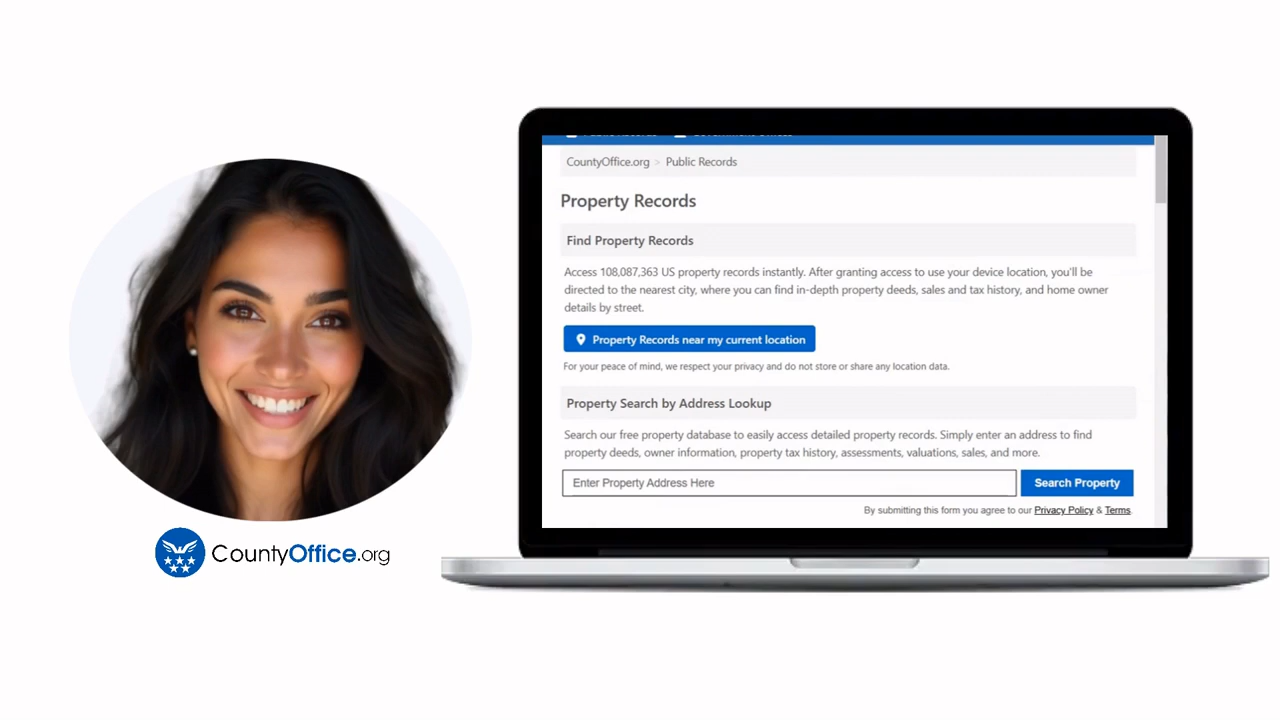 CountyOffice.org
CountyOffice.org > Public Records
Property Records
Find Property Records
Access 108,087,363 US property records instantly. After granting access to use your device location, you'll be
directed to the nearest city, where you can find in-depth property deeds, sales and tax history, and home owner
details by street.
Property Records near my current location
For your peace of mind, we respect your privacy and do not store or share any location data.
Property Search by Address Lookup
Search our free property database to easily access detailed property records. Simply enter an address to find
property deeds, owner information, property tax history, assessments, valuations, sales, and more.
Enter Property Address Here
Search Property
By submitting this form you agree to our Privacy Policy & Terms.